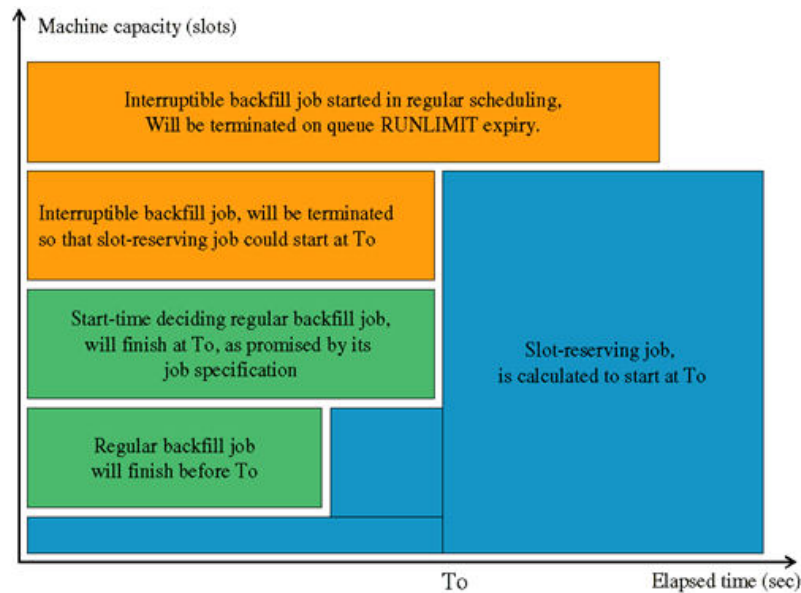 Machine capacity (slots)
Interruptible backfill job started in regular scheduling,
Will be terminated on queue RUNLIMIT expiry.
Interruptible backfill job, will be terminated
so that slot-reserving job could start at To
Start-time deciding regular backfill job,
will finish at To, as promised by its
job specification
Slot-reserving job,
is calculated to start at To
Regular backfill job
will finish before To
To
Elapsed time (sec)